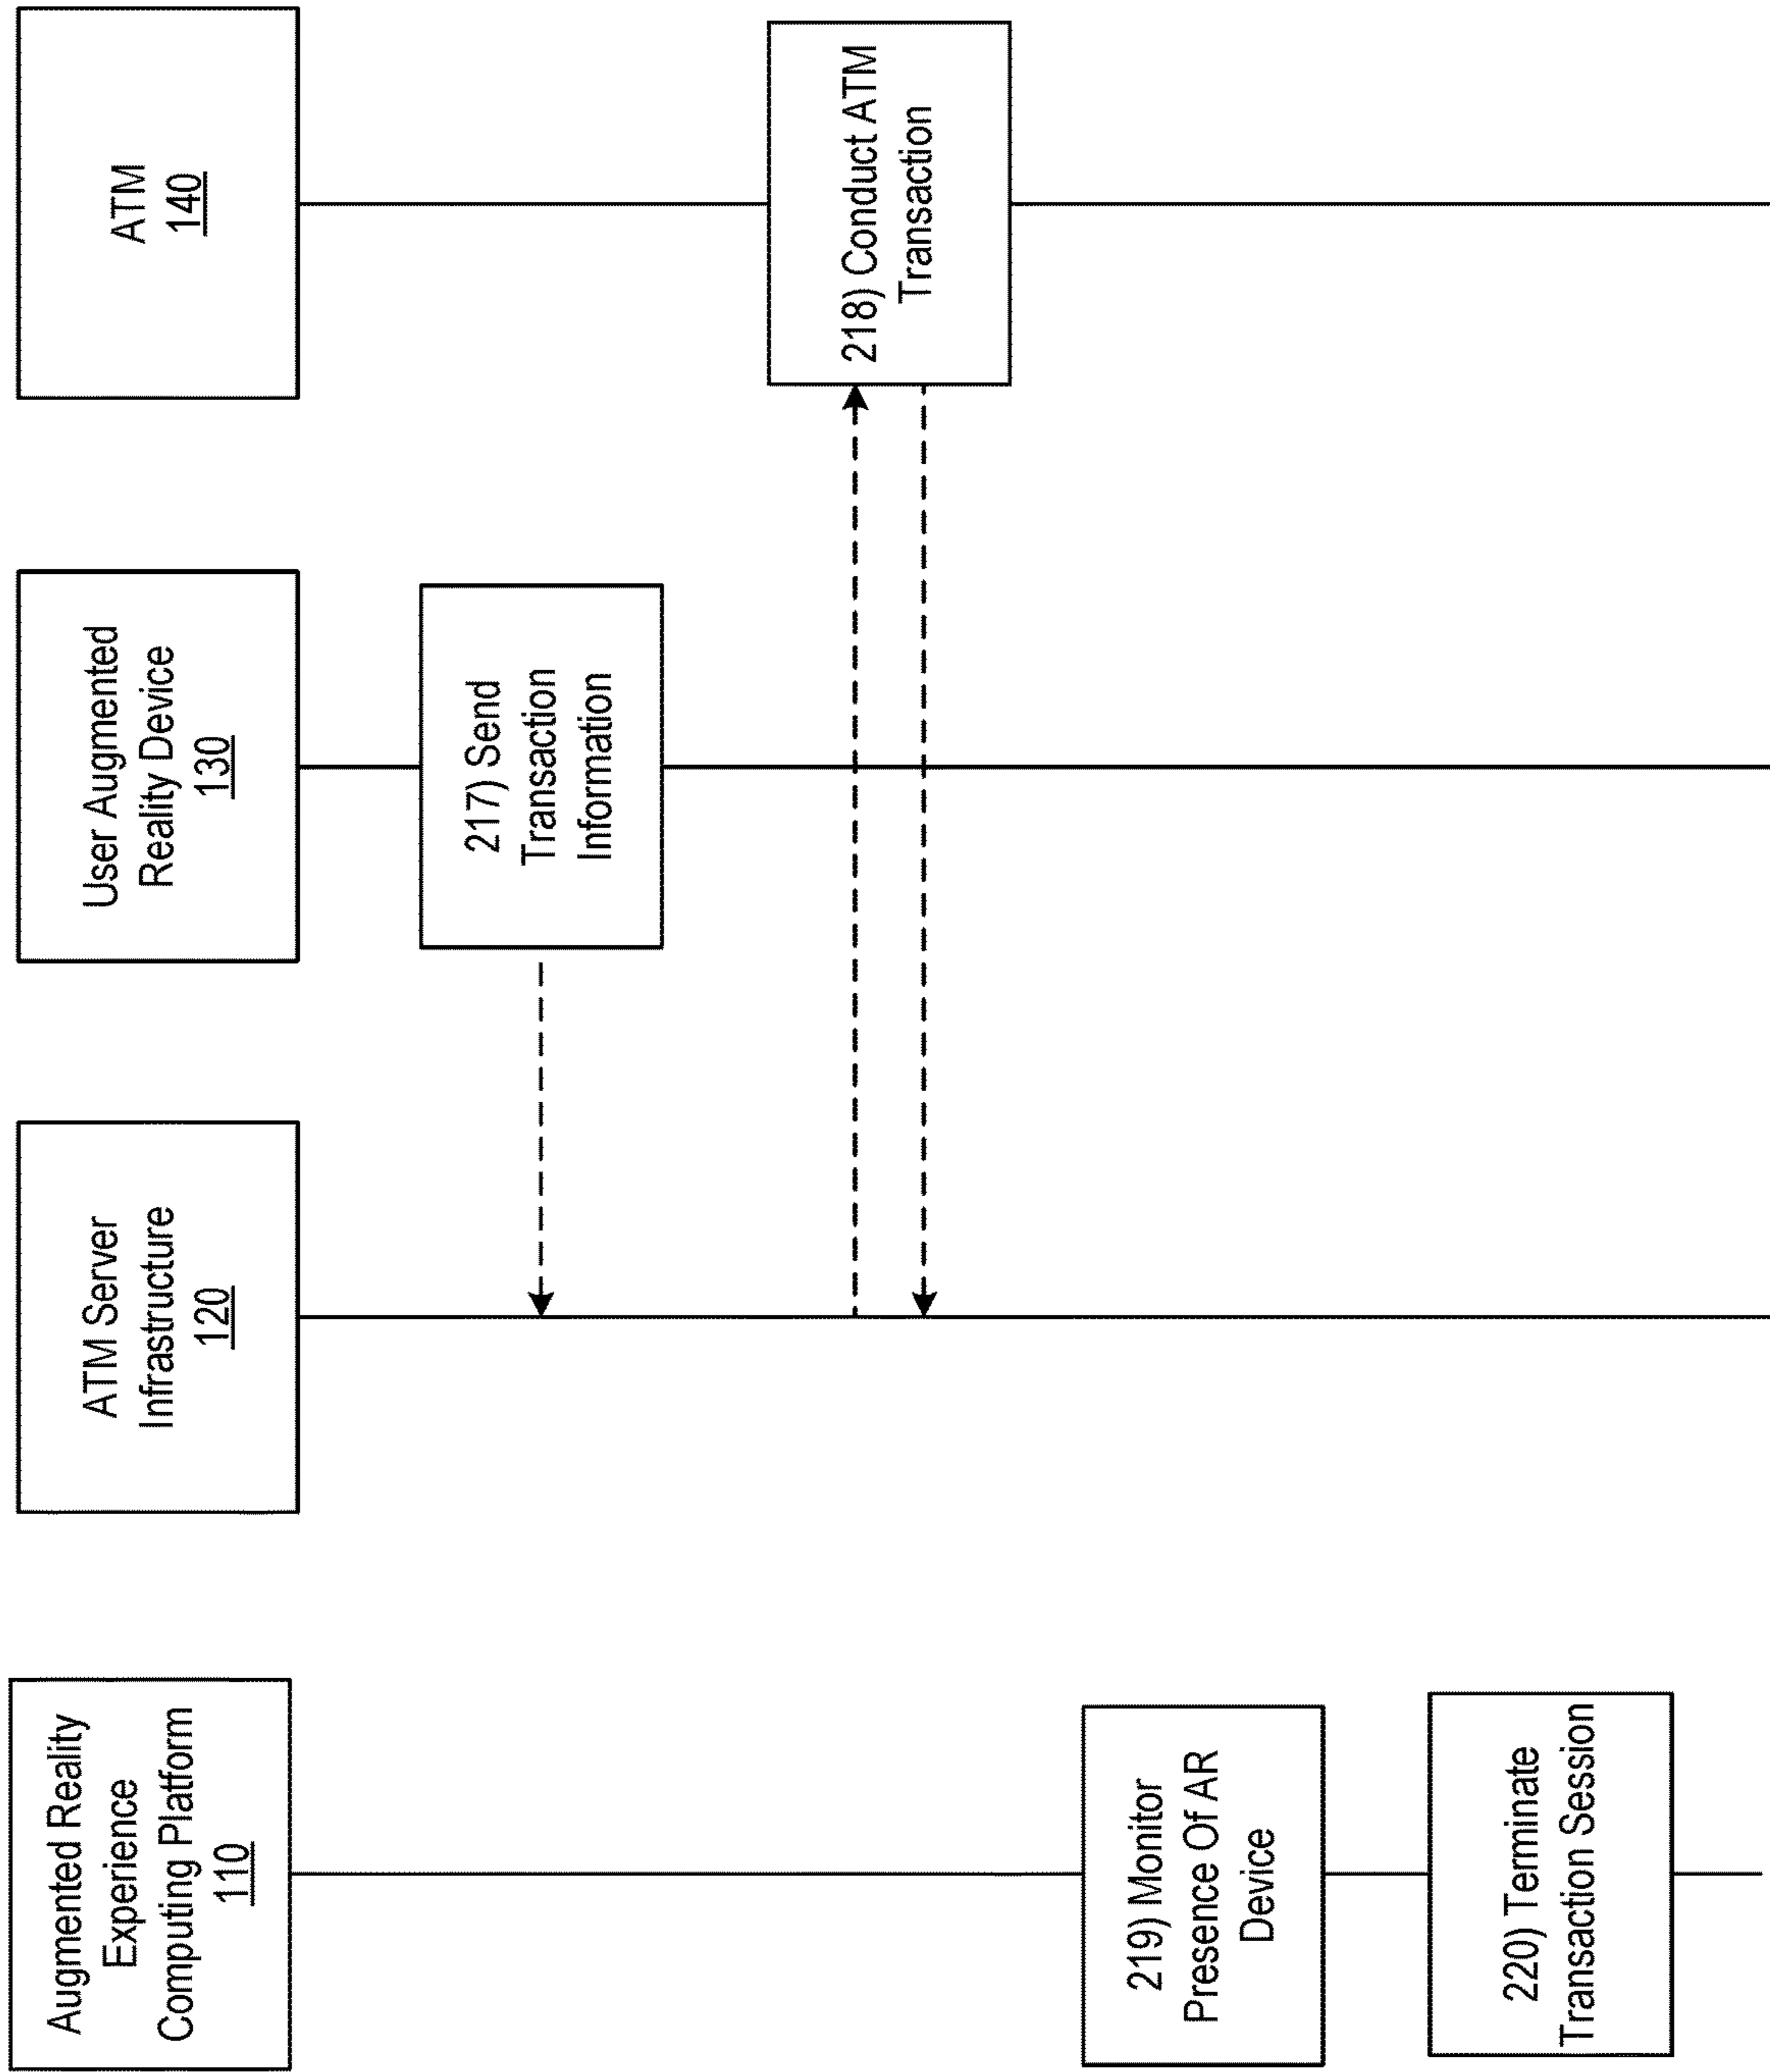 Augmented Reality
Experience
Computing Platform
110
ATM Server
Infrastructure
120
User Augmented
Reality Device
130
ATM
140
217) Send
Transaction
Information
218) Conduct ATM
Transaction
219) Monitor
Presence Of AR
Device
220) Terminate
Transaction Session